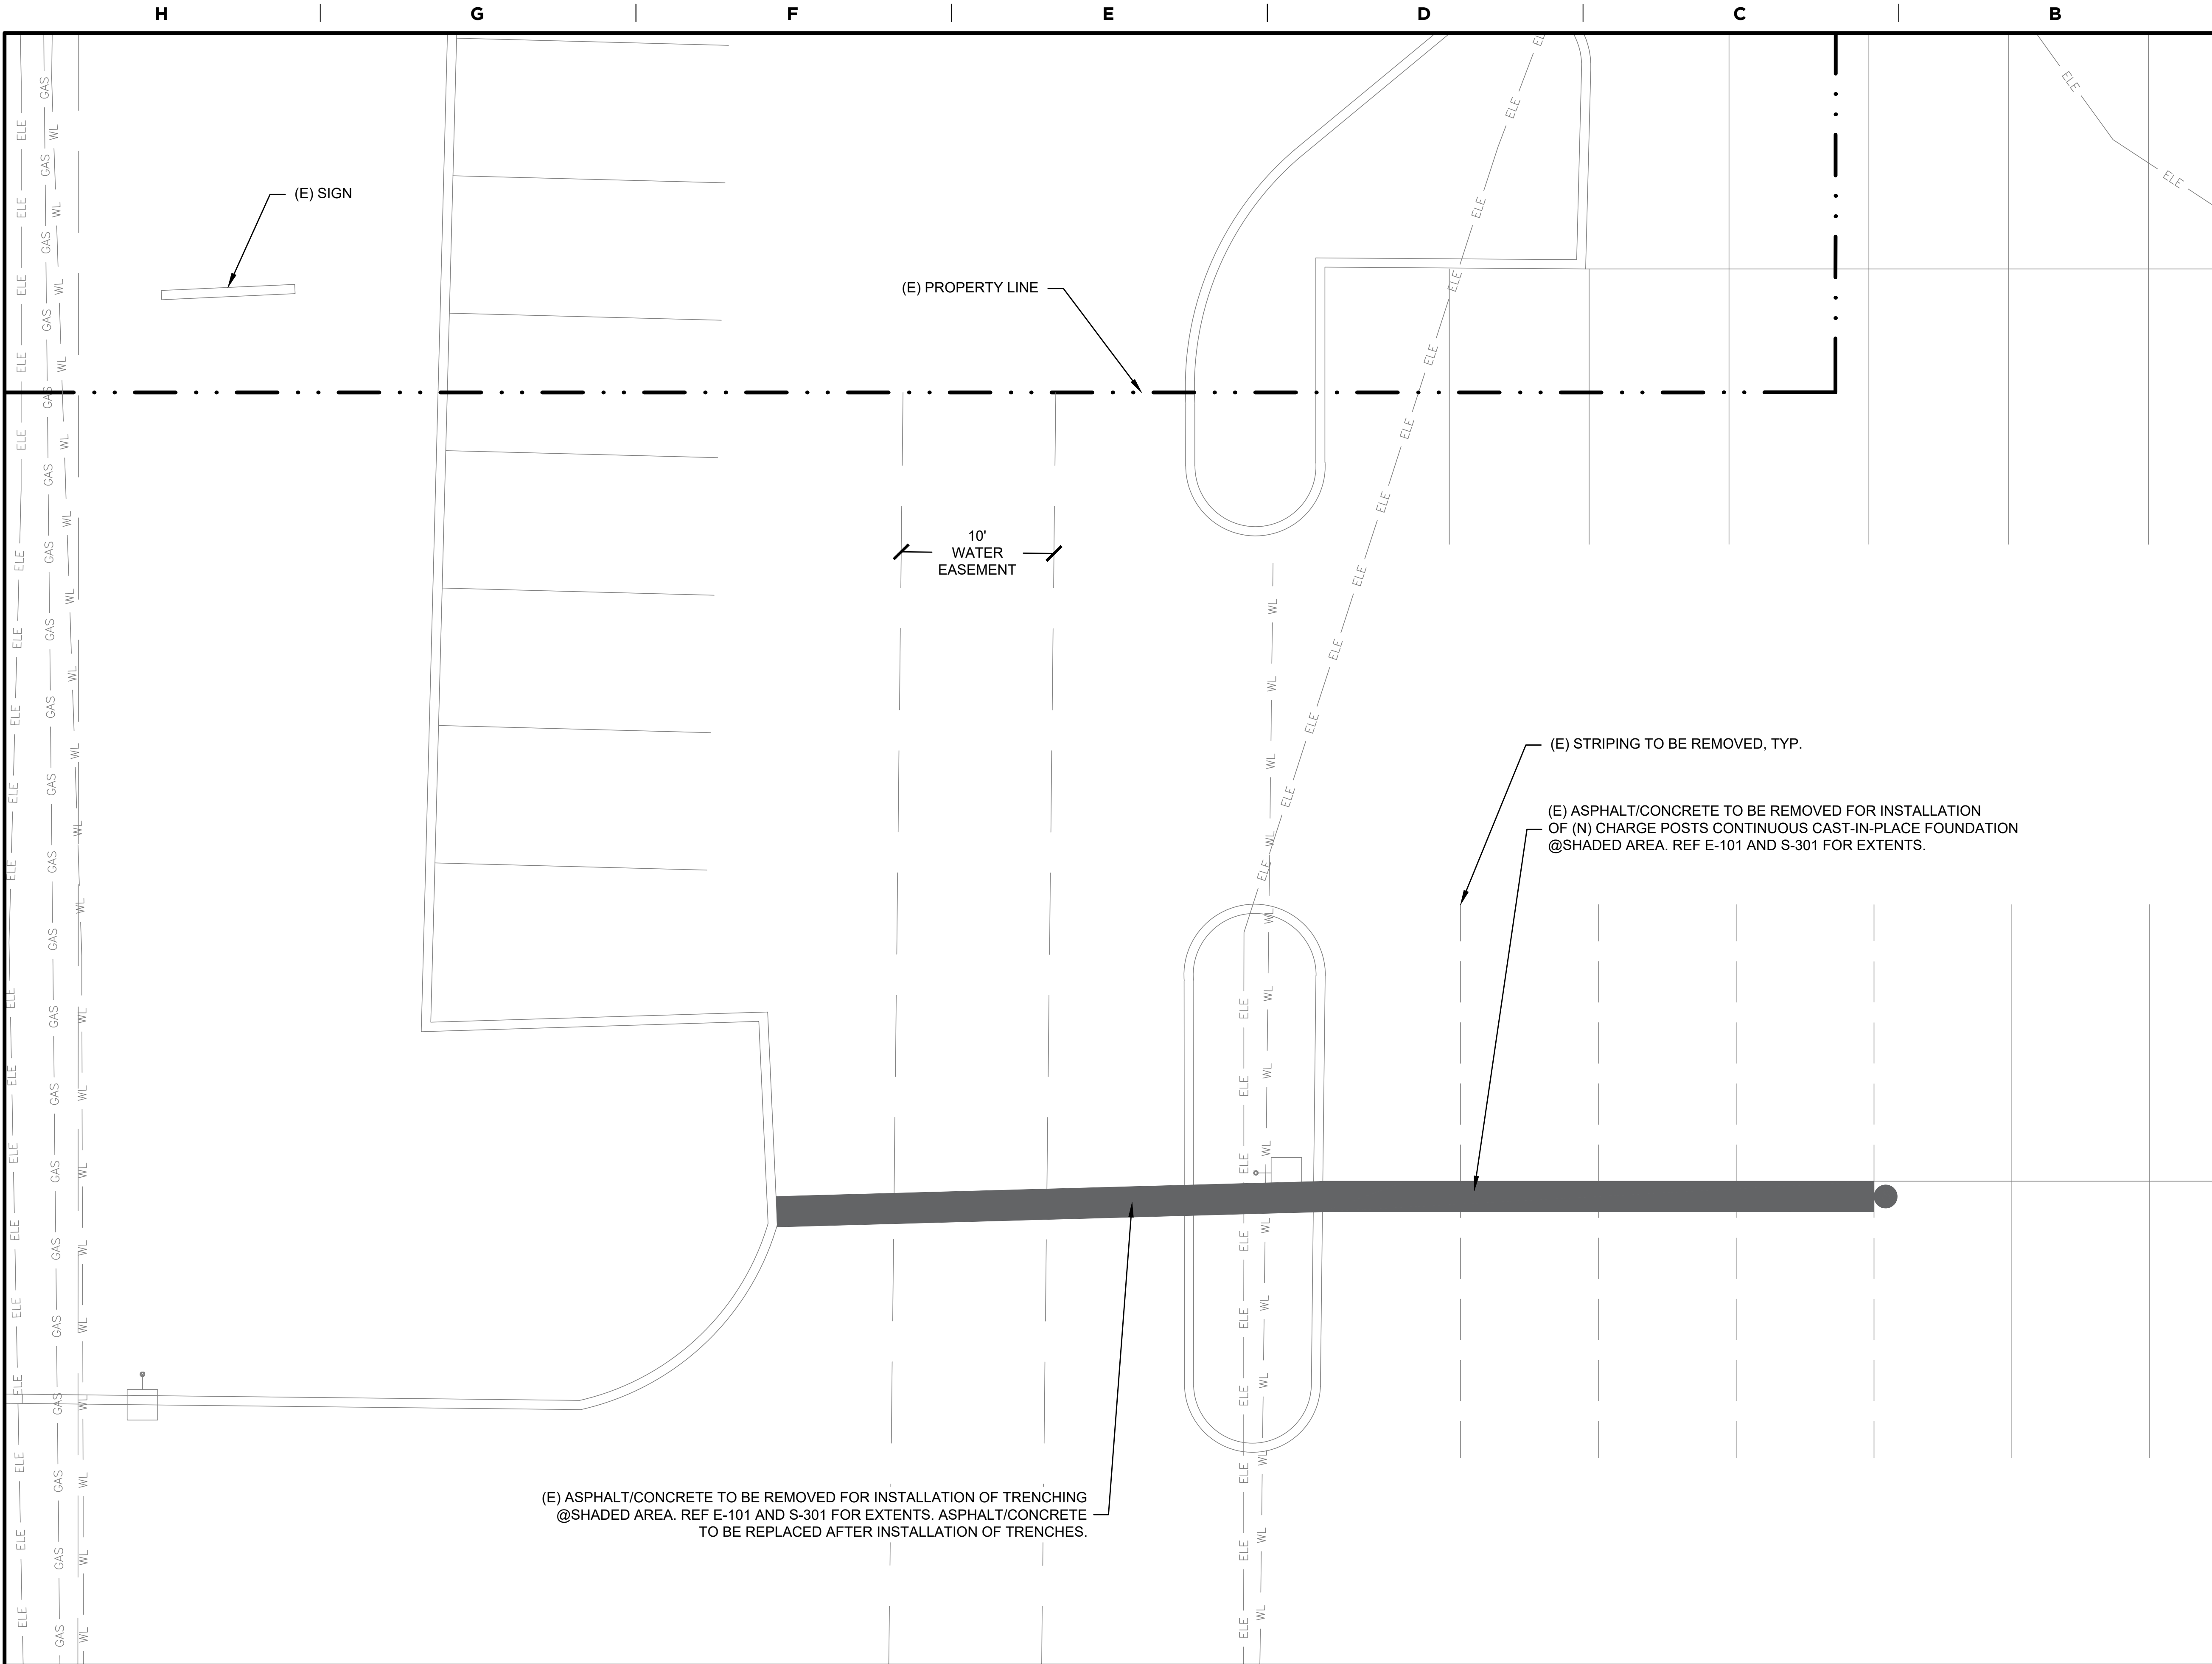 H G F E D C B
(E) SIGN
(E) PROPERTY LINE
10'
WATER
EASEMENT
(E) STRIPING TO BE REMOVED, TYP.
(E) ASPHALT/CONCRETE TO BE REMOVED FOR INSTALLATION
OF (N) CHARGE POSTS CONTINUOUS CAST-IN-PLACE FOUNDATION
@SHADED AREA. REF E-101 AND S-301 FOR EXTENTS.
(E) ASPHALT/CONCRETE TO BE REMOVED FOR INSTALLATION OF TRENCHING
@SHADED AREA. REF E-101 AND S-301 FOR EXTENTS. ASPHALT/CONCRETE
TO BE REPLACED AFTER INSTALLATION OF TRENCHES.
ELE
GAS
WL
ELE
WL
ELE